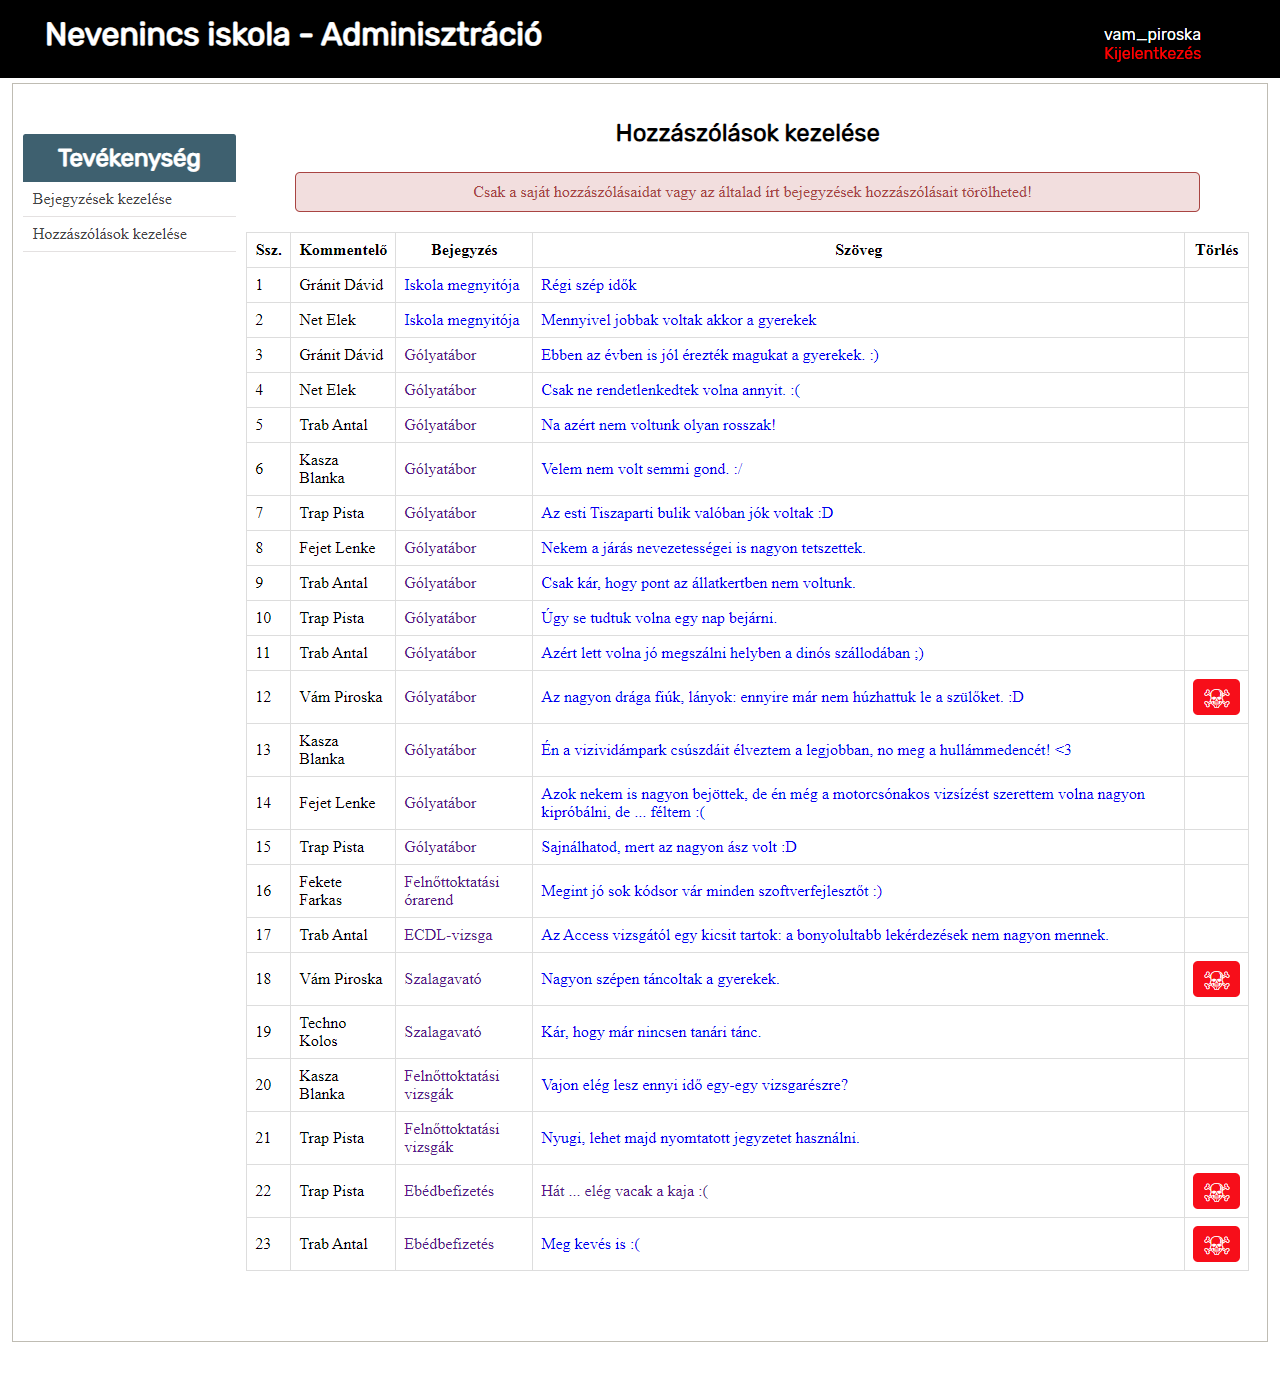 Nevenincs iskola - Adminisztráció
vam_piroska
Kijelentkezés
Tevékenység
Bejegyzések kezelése
Hozzászólások kezelése
Hozzászólások kezelése
Csak a saját hozzászólásaidat vagy az általad írt bejegyzések hozzászólásait törölheted!
Ssz. Kommentelő Bejegyzés Szöveg Törlés
1 Gránit Dávid Iskola megnyitója Régi szép idők
2 Net Elek Iskola megnyitója Mennyivel jobbak voltak akkor a gyerekek
3 Gránit Dávid Gólyatábor Ebben az évben is jól érezték magukat a gyerekek. :)
4 Net Elek Gólyatábor Csak ne rendetlenkedtek volna annyit. :(
5 Trab Antal Gólyatábor Na azért nem voltunk olyan rosszak!
6 Kasza Blanka Gólyatábor Velem nem volt semmi gond. :/
7 Trap Pista Gólyatábor Az esti Tiszaparti bulik valóban jók voltak :D
8 Fejet Lenke Gólyatábor Nekem a járás nevezetességei is nagyon tetszettek.
9 Trab Antal Gólyatábor Csak kár, hogy pont az állatkertben nem voltunk.
10 Trap Pista Gólyatábor Úgy se tudtuk volna egy nap bejárni.
11 Trab Antal Gólyatábor Azért lett volna jó megszálni helyben a dinós szállodában ;)
12 Vám Piroska Gólyatábor Az nagyon drága fiúk, lányok: ennyire már nem húzhattuk le a szülőket. :D
13 Kasza Blanka Gólyatábor Én a vizividámpark csúszdáit élveztem a legjobban, no meg a hullámmedencét! <3
14 Fejet Lenke Gólyatábor Azok nekem is nagyon bejöttek, de én még a motorcsónakos vizsízést szerettem volna nagyon
kipróbálni, de ... féltem :(
15 Trap Pista Gólyatábor Sajnálhatod, mert az nagyon ász volt :D
16 Fekete Farkas Felnőttoktatási órarend Megint jó sok kódsor vár minden szoftverfejlesztőt :)
17 Trab Antal ECDL-vizsga Az Access vizsgától egy kicsit tartok: a bonyolultabb lekérdezések nem nagyon mennek.
18 Vám Piroska Szalagavató Nagyon szépen táncoltak a gyerekek.
19 Techno Kolos Szalagavató Kár, hogy már nincsen tanári tánc.
20 Kasza Blanka Felnőttoktatási vizsgák Vajon elég lesz ennyi idő egy-egy vizsgarészre?
21 Trap Pista Felnőttoktatási vizsgák Nyugi, lehet majd nyomtatott jegyzetet használni.
22 Trap Pista Ebédbefizetés Hát ... elég vacak a kaja :(
23 Trab Antal Ebédbefizetés Meg kevés is :(